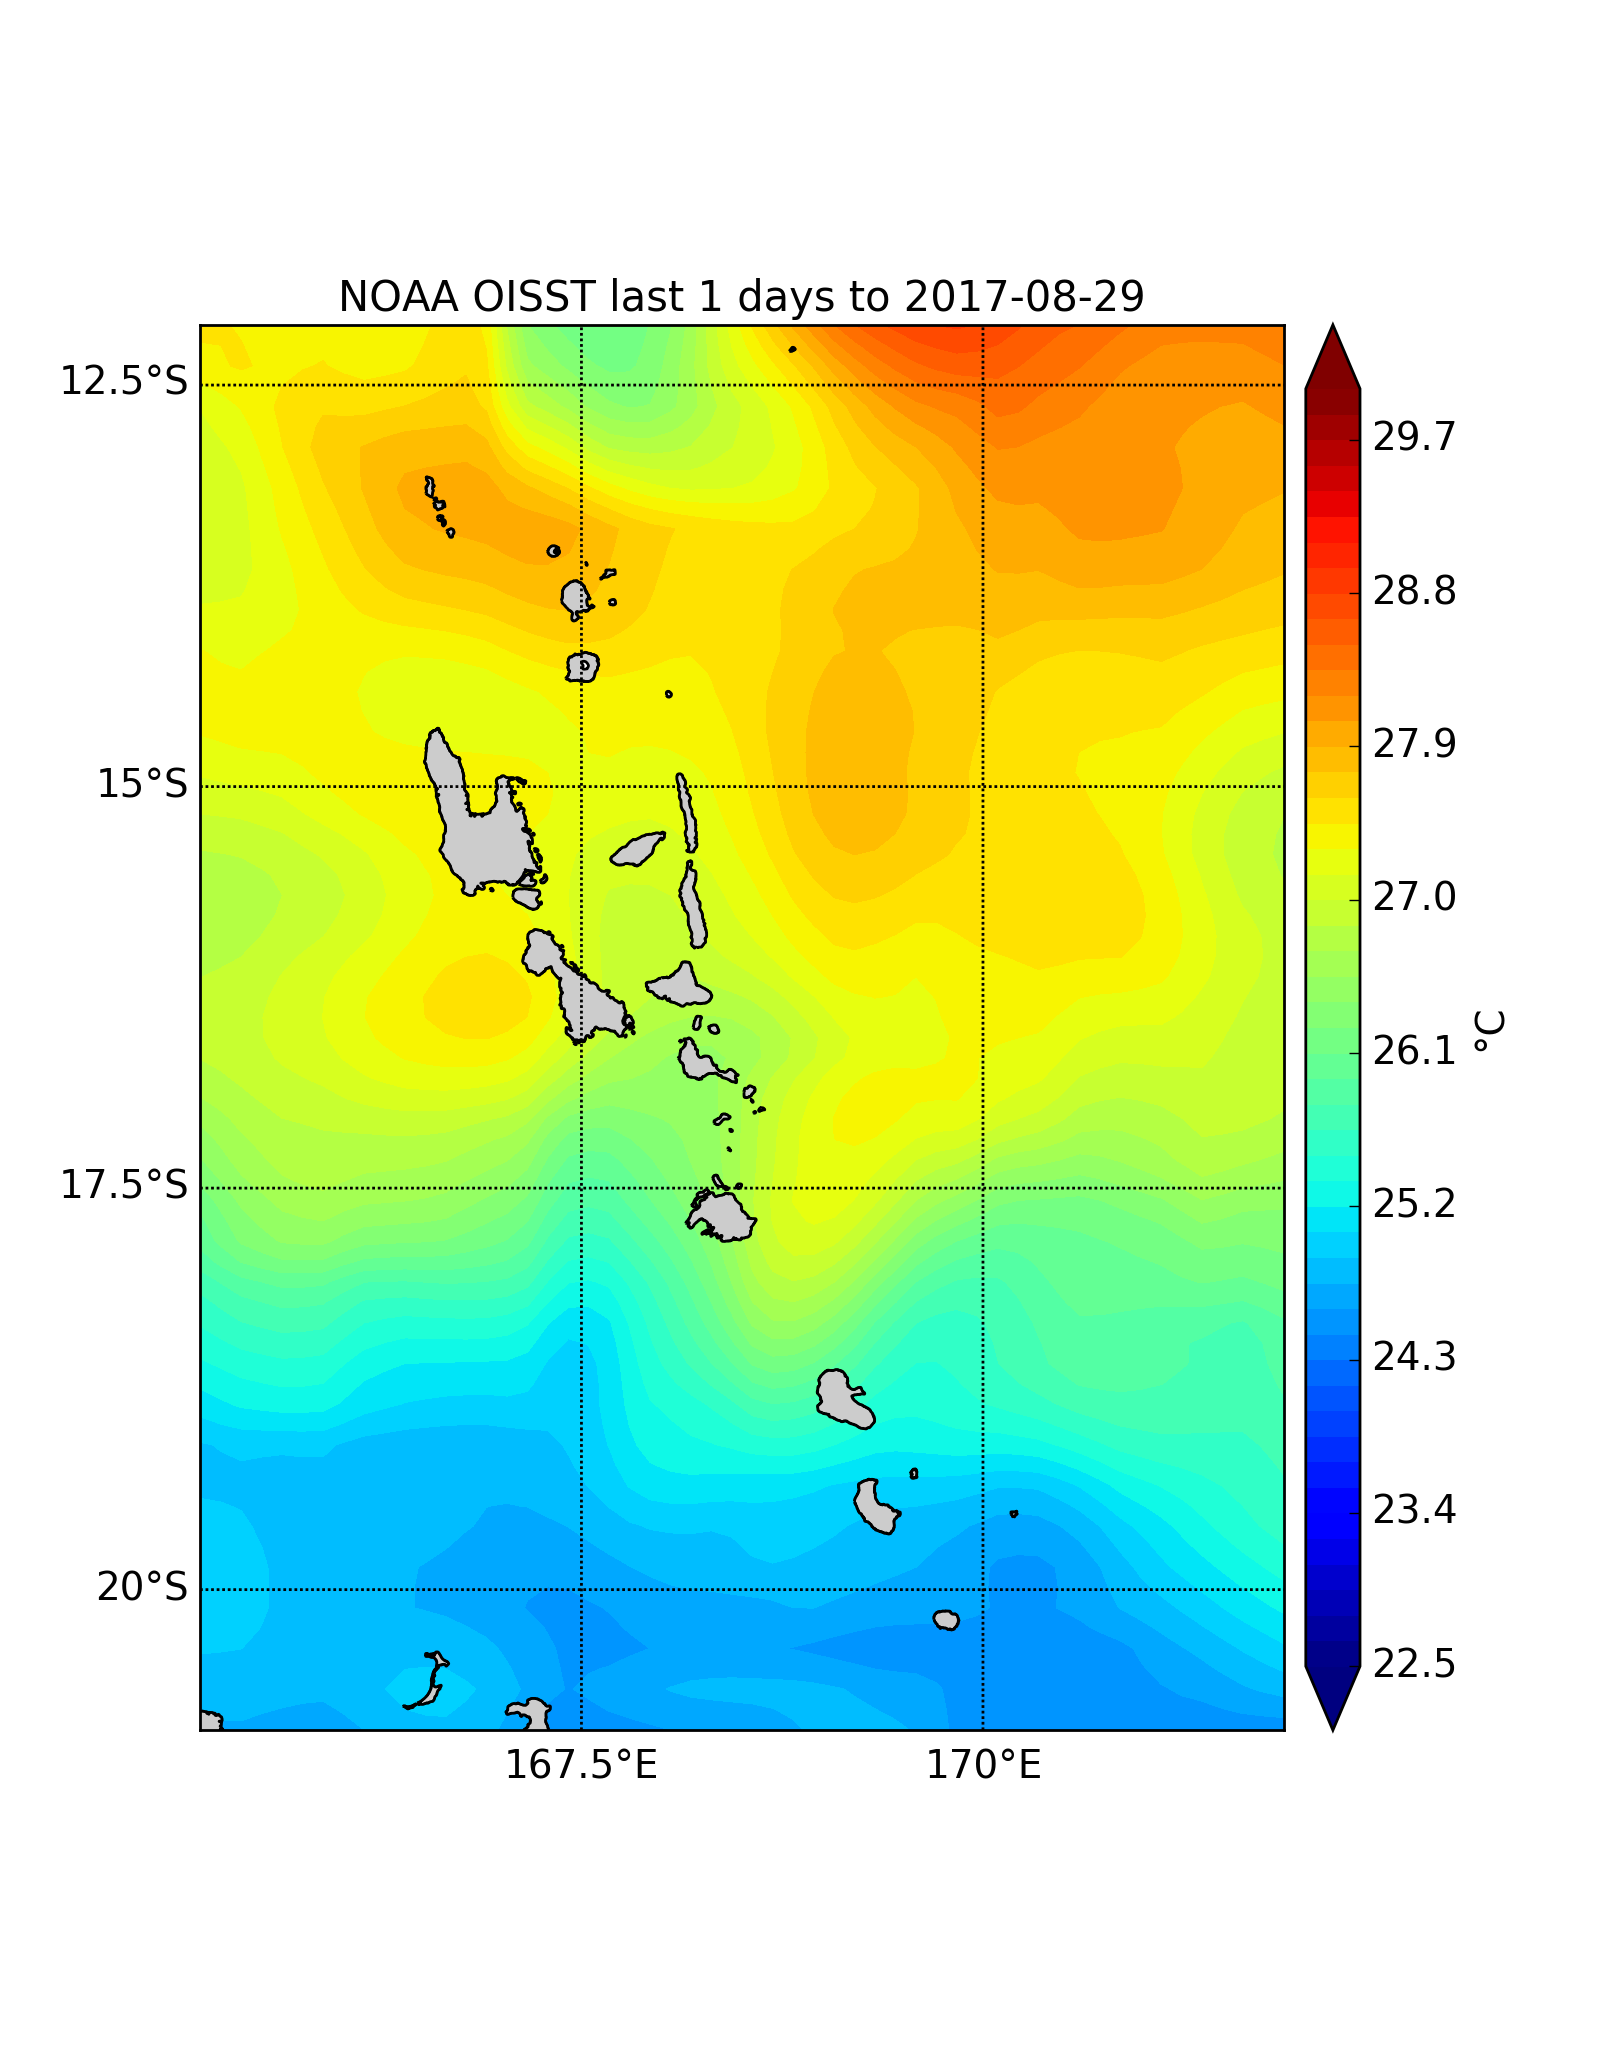 NOAA OISST last 1 days to 2017-08-29
12.5°S
15°S
17.5°S
20°S
167.5°E
170°E
29.7
28.8
27.9
27.0
26.1
25.2
24.3
23.4
22.5
°C